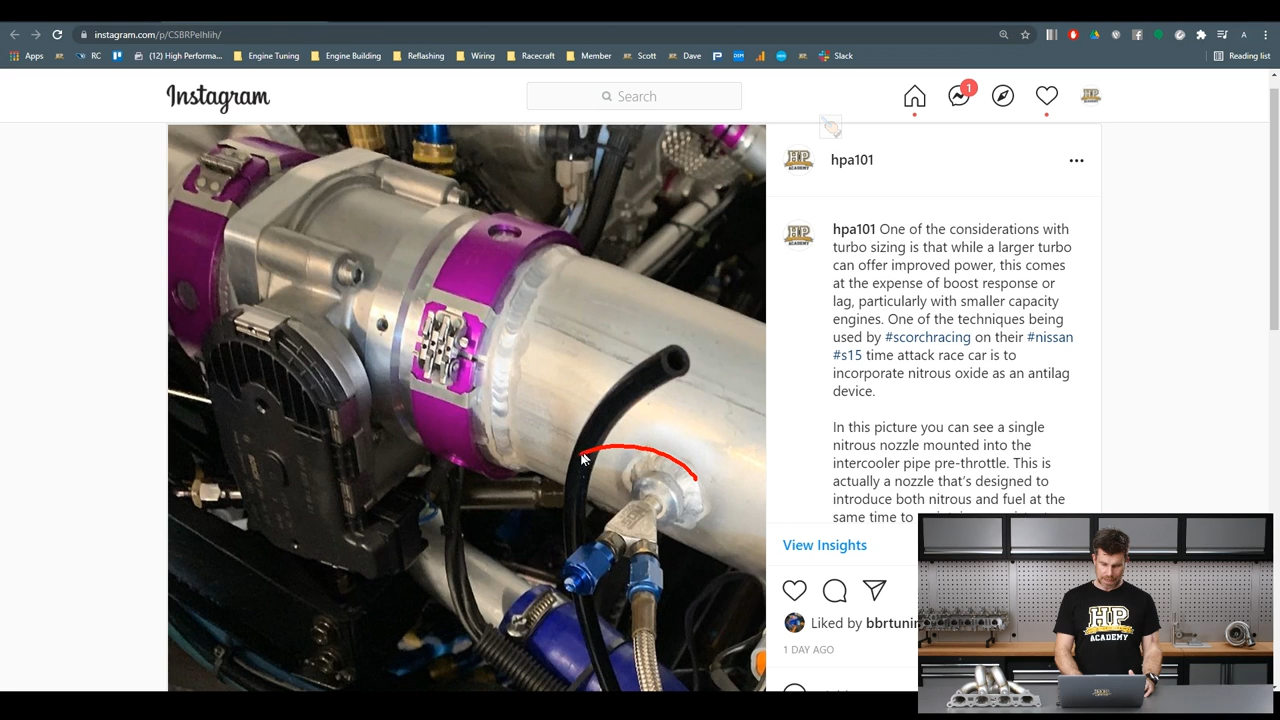 instagram.com/p/CSBRPelhlih/
Apps
RC
(12) High Performa...
Engine Tuning
Engine Building
Reflashing
Wiring
Racecraft
Member
Scott
Dave
Slack
Reading list
Instagram
Search
1
hpa101
hpa101 One of the considerations with
turbo sizing is that while a larger turbo
can offer improved power, this comes
at the expense of boost response or
lag, particularly with smaller capacity
engines. One of the techniques being
used by #scorchracing on their #nissan
#s15 time attack race car is to
incorporate nitrous oxide as an antilag
device.
In this picture you can see a single
nitrous nozzle mounted into the
intercooler pipe pre-throttle. This is
actually a nozzle that's designed to
introduce both nitrous and fuel at the
same time to
View Insights
Liked by bbrtunin
1 DAY AGO
HP
ACADEMY